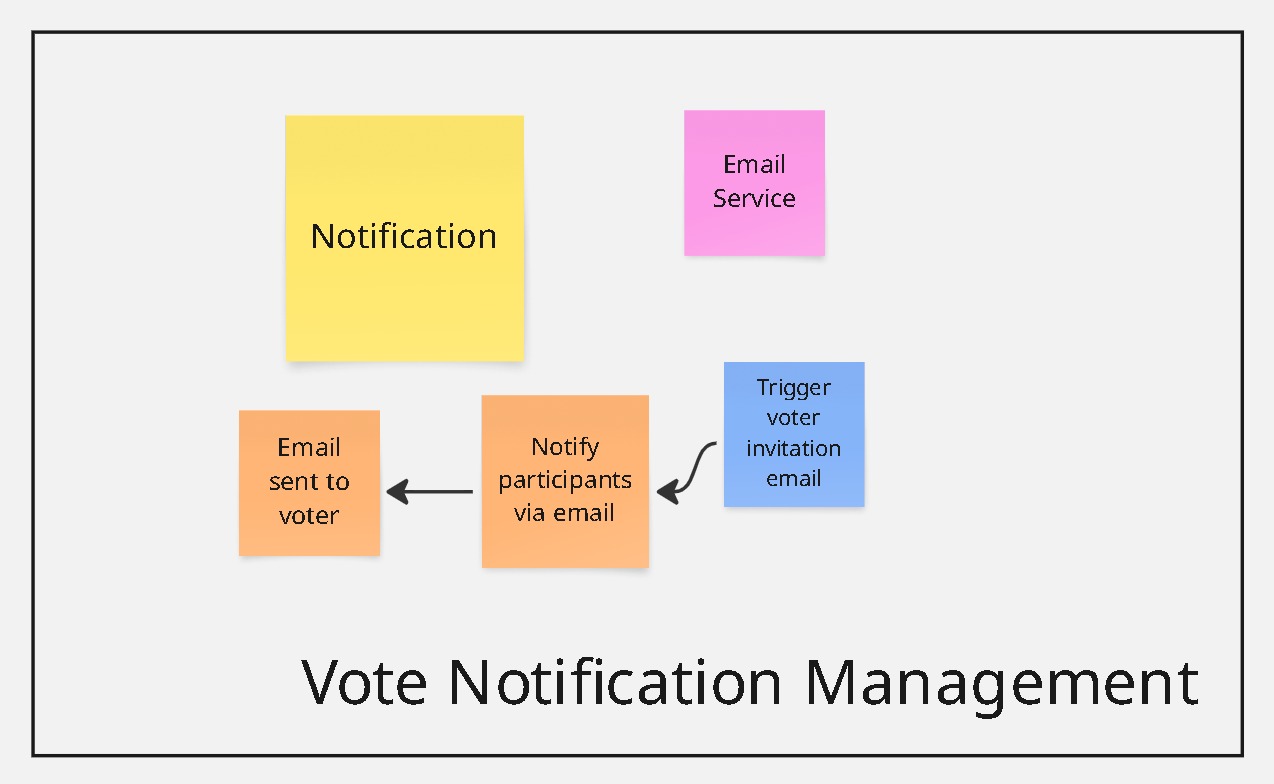 Notification
Email
Service
Email
sent to
voter
Notify
participants
via email
Trigger
voter
invitation
email
Vote Notification Management